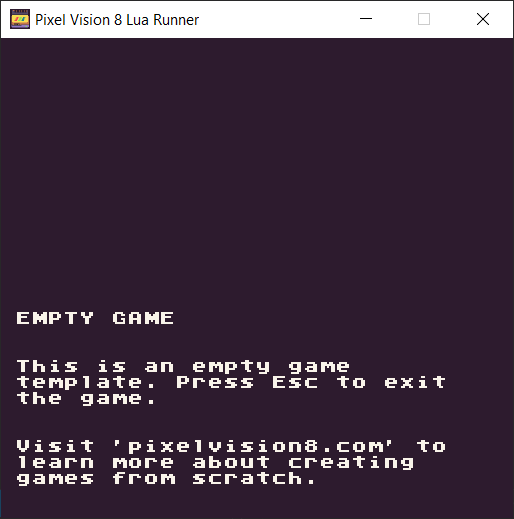 Pixel Vision 8 Lua Runner
EMPTY GAME
This is an empty game
template. Press Esc to exit
the game.
Visit 'pixelvision8.com' to
learn more about creating
games from scratch.